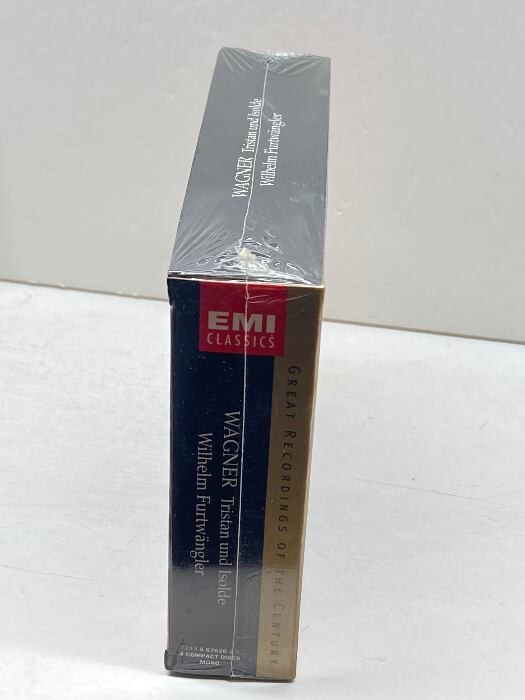 WAGNER Tristan und Isolde
Wilhelm Furtwängler
EMI
CLASSICS
GREAT RECORDINGS OF THE CENTURY
WAGNER Tristan und Isolde
Wilhelm Furtwängler
4 COMPACT DISCS
MONO